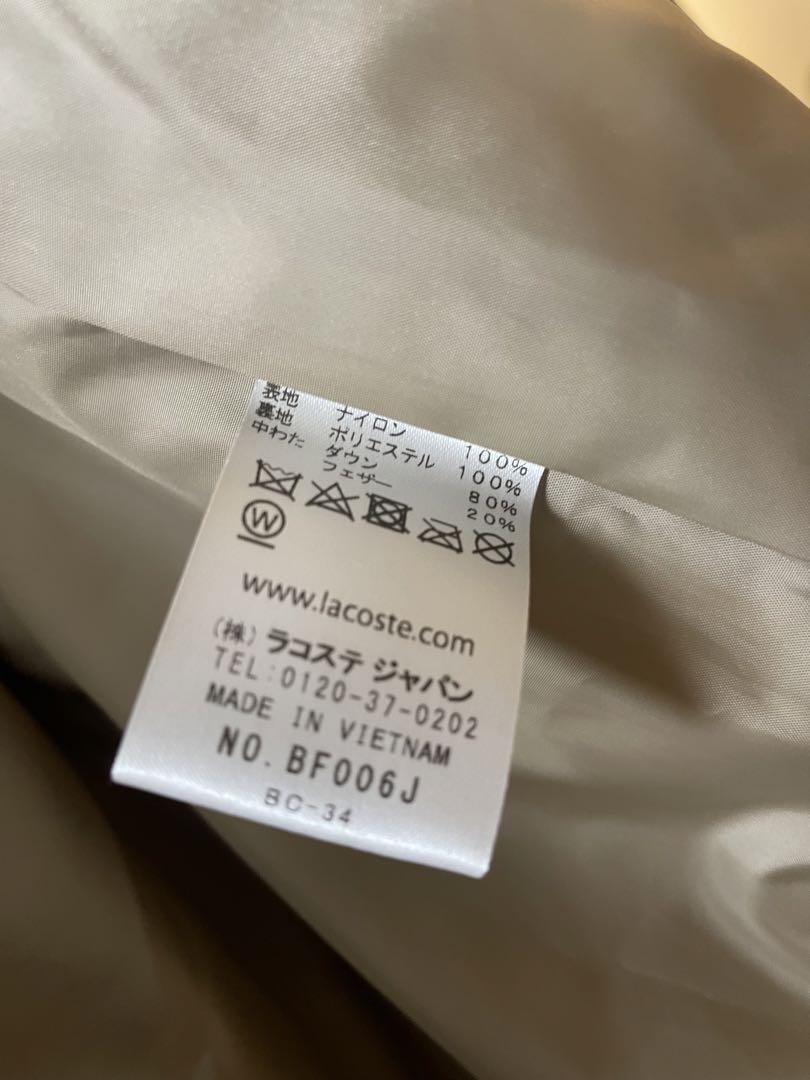 表地 ナイロン 100%
裏地 ポリエステル 100%
中わた ダウン 80%
フェザー 20%
W
www.lacoste.com
(株) ラコステ ジャパン
TEL:0120-37-0202
MADE IN VIETNAM
NO. BF006J
BC-34